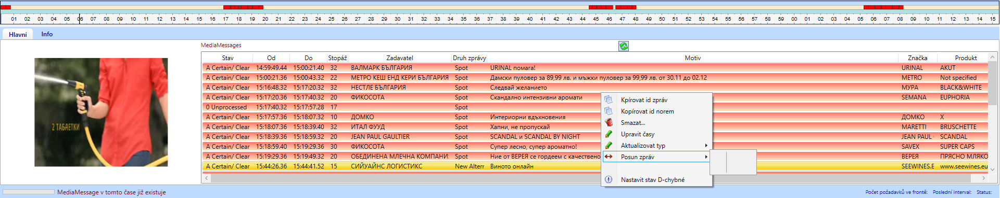 01 02 03 04 05 06 07 08 09 10 11 12 13 14 15 16 17 18 19 20 21 22 23 24 25 26 27 28 29 30 31 32 33 34 35 36 37 38 39 40 41 42 43 44 45 46 47 48 49 50 51 52 53 54 55 56 57 58 59 00 01 02 03 04 05 06 07 08 09 10 11 12 13 14 15
Hlavní Info
MediaMessages
Stav Od Do Stopáž Zadavatel Druh zprávy Motiv Značka Produkt
A Certain/ Clear 14:59:49.44 15:00:21.40 32 ВАЛМАРК БЪЛГАРИЯ Spot URINAL помага! URINAL AKUT
A Certain/ Clear 15:00:21.36 15:00:43.32 22 МЕТРО КЕШ ЕНД КЕРИ БЪЛГАРИЯ Spot Дамски пуловер за 89,99 лв. и мъжки пуловер за 99,99 лв. от 30.11 до 02.12 METRO Not specified
A Certain/ Clear 15:16:48.32 15:17:20.32 32 НЕСТЛЕ БЪЛГАРИЯ Spot Следвай желанието МУРА BLACK&WHITE
A Certain/ Clear 15:17:20.36 15:17:40.32 20 ФИКОСОТА Spot Скандално интензивни аромати SEMANA EUPHORIA
0 Unprocessed 15:17:40.32 15:17:57.28 17 Spot
A Certain/ Clear 15:17:57.36 15:18:07.32 10 ДОМКО Spot Интериорни вдъхновения ДОМКО X
A Certain/ Clear 15:18:07.36 15:18:39.40 32 ИТАЛ ФУУД Spot Хапни, не пропускай MARETTI BRUSCHETTE
A Certain/ Clear 15:18:39.36 15:18:59.32 20 JEAN PAUL GAULTIER Spot SCANDAL и SCANDAL BY NIGHT JEAN PAUL SCANDAL
A Certain/ Clear 15:18:59.40 15:19:29.36 30 ФИКОСОТА Spot Супер лесно, супер ароматно! SAVEX SUPER CAPS
A Certain/ Clear 15:19:29.36 15:19:49.32 20 ОБЕДИНЕНА МЛЕЧНА КОМПАНИ Spot Ние от ВЕРЕЯ се гордеем с качествено ВЕРЕЯ ПРЯСНО МЛЯКО
A Certain/ Clear 15:44:26.36 15:44:41.52 15 СИЙУАЙНС ЛОГИСТИКС New Altern Виното онлайн SEEWINES.E www.seewines.eu
2 ТАБЛЕТКИ
Kpírovat id zpráv
Kopírovat id norem
Smazat...
Upravit časy
Aktualizovat typ
Posun zpráv
Nastavit stav D-chybné
MediaMessage v tomto čase již existuje
Počet požadavků ve frontě: Poslední interval: Status: